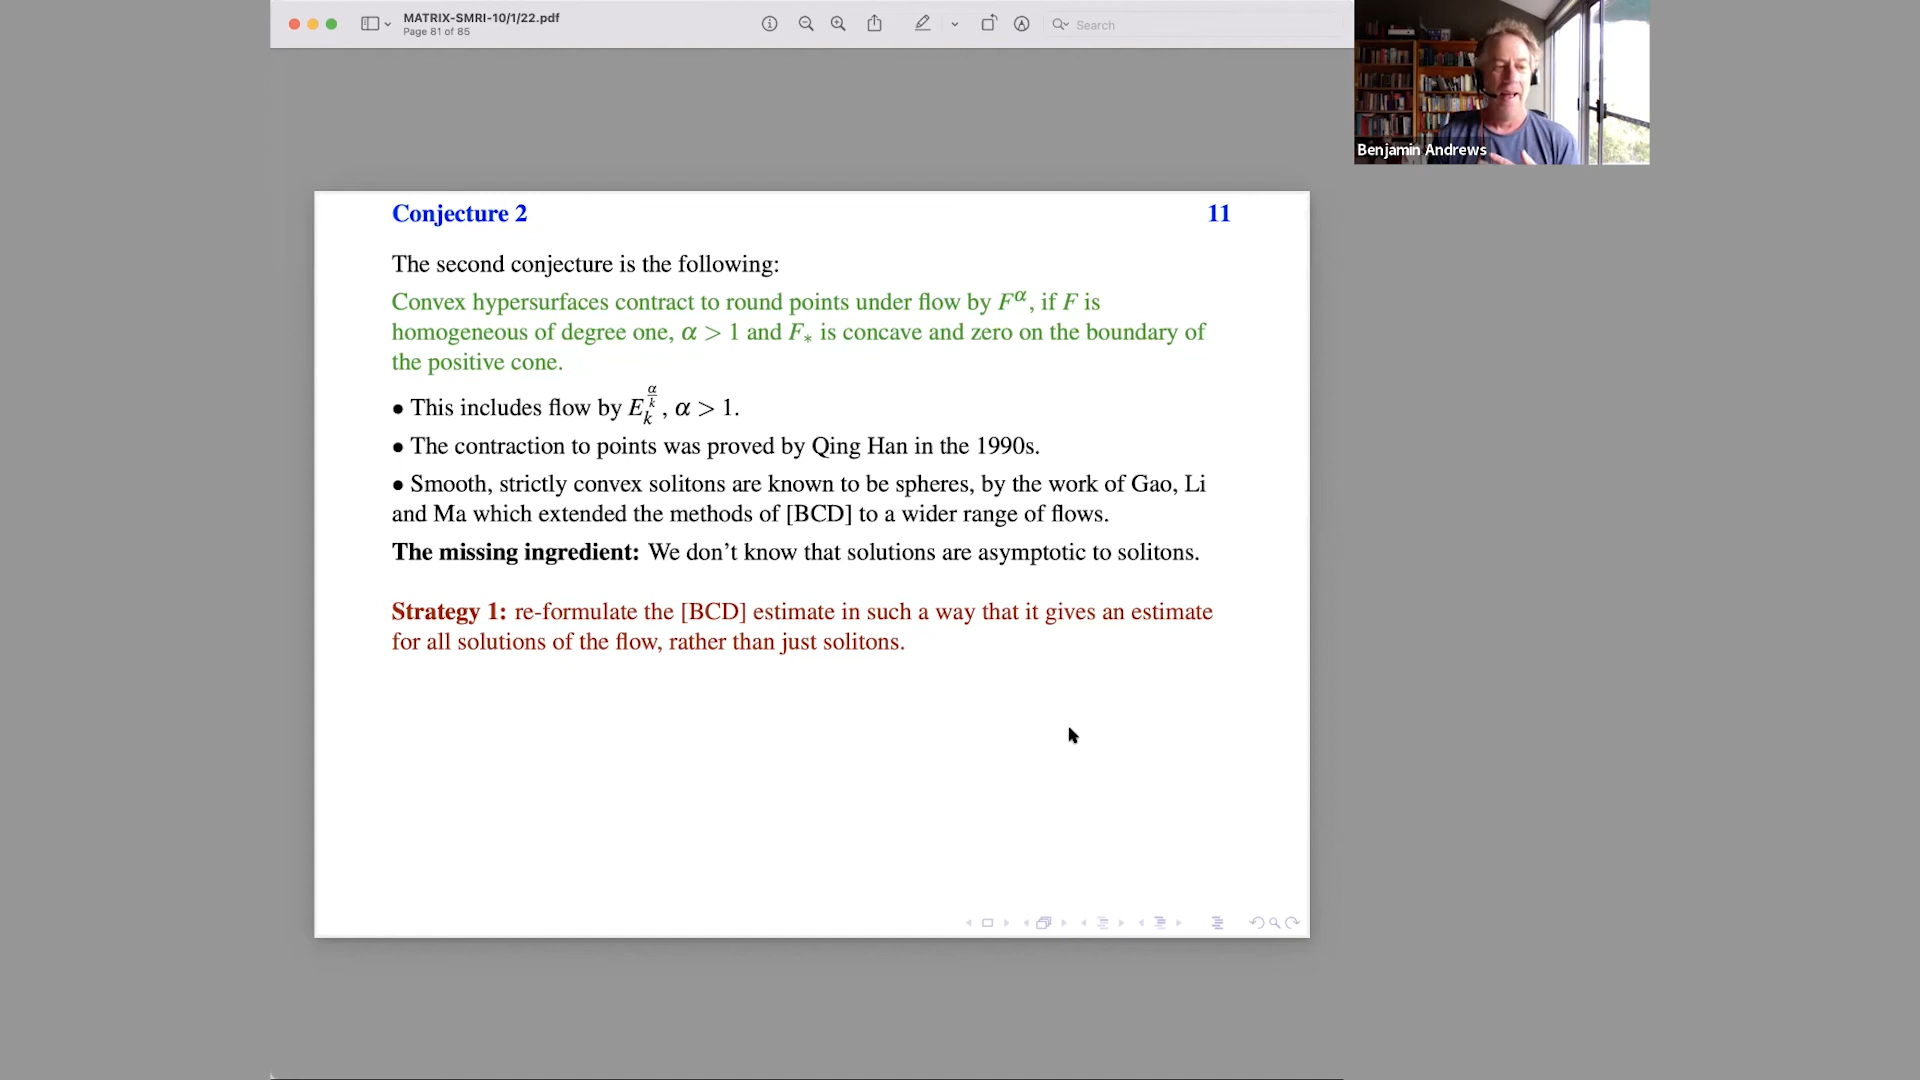 MATRIX-SMRI-10/1/22.pdf
Page 81 of 85
Search
Benjamin Andrews
Conjecture 2 11
The second conjecture is the following:
Convex hypersurfaces contract to round points under flow by $F^{\alpha}$, if $F$ is
homogeneous of degree one, $\alpha > 1$ and $F_*$ is concave and zero on the boundary of
the positive cone.
• This includes flow by $E_k^{\frac{\alpha}{k}}$, $\alpha > 1$.
• The contraction to points was proved by Qing Han in the 1990s.
• Smooth, strictly convex solitons are known to be spheres, by the work of Gao, Li
and Ma which extended the methods of [BCD] to a wider range of flows.
The missing ingredient: We don’t know that solutions are asymptotic to solitons.
Strategy 1: re-formulate the [BCD] estimate in such a way that it gives an estimate
for all solutions of the flow, rather than just solitons.